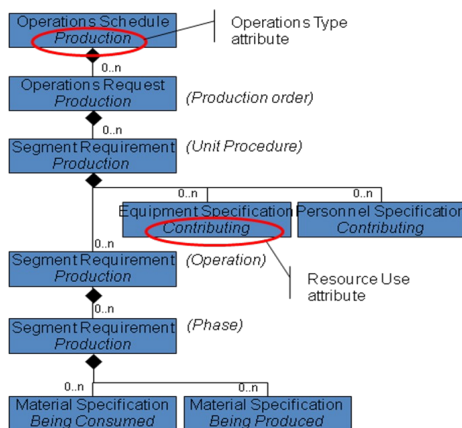 Operations Schedule
Production
Operations Type
attribute
0..n
Operations Request
Production
(Production order)
0..n
Segment Requirement
Production
(Unit Procedure)
0..n
0..n
Equipment Specification
Contributing
Personnel Specification
Contributing
0..n
Segment Requirement
Production
(Operation)
Resource Use
attribute
0..n
Segment Requirement
Production
(Phase)
0..n
0..n
Material Specification
Being Consumed
Material Specification
Being Produced